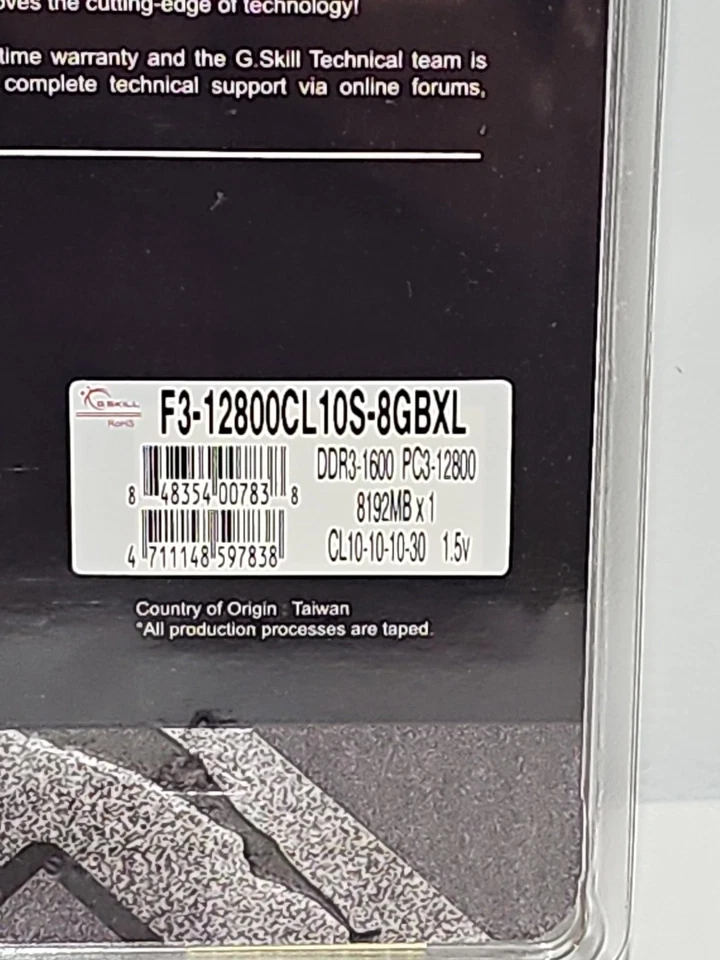 oves the cutting-edge of technology!
time warranty and the G.Skill Technical team is
complete technical support via online forums,
G.SKILL
RoHS
F3-12800CL10S-8GBXL
DDR3-1600 PC3-12800
8 48354 00783 8
8192MB x 1
4 711148 597838
CL10-10-10-30 1.5v
Country of Origin : Taiwan
*All production processes are taped.